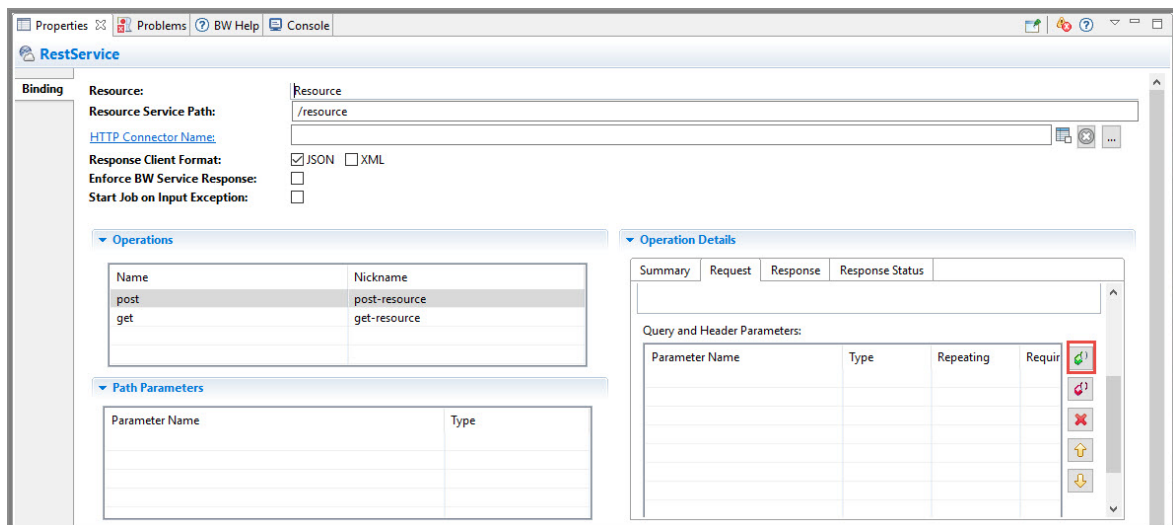 Properties Problems BW Help Console
RestService
Binding
Resource: Resource
Resource Service Path: /resource
HTTP Connector Name:
...
Response Client Format: JSON XML
Enforce BW Service Response:
Start Job on Input Exception:
Operations
Name Nickname
post post-resource
get get-resource
Path Parameters
Parameter Name Type
Operation Details
Summary Request Response Response Status
Query and Header Parameters:
Parameter Name Type Repeating Requir